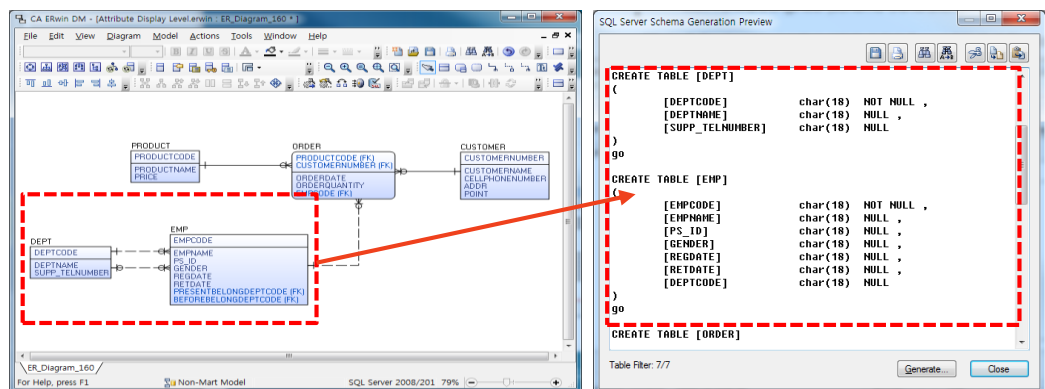 CA ERwin DM - [Attribute Display Level.erwin : ER_Diagram_160 * ]
File Edit View Diagram Model Actions Tools Window Help
PRODUCT
PRODUCTCODE
PRODUCTNAME
PRICE
ORDER
PRODUCTCODE (FK)
CUSTOMERNUMBER (FK)
ORDERDATE
ORDERQUANTITY
EMPCODE (FK)
CUSTOMER
CUSTOMERNUMBER
CUSTOMERNAME
CELLPHONENUMBER
ADDR
POINT
DEPT
DEPTCODE
DEPTNAME
SUPP_TELNUMBER
EMP
EMPCODE
EMPNAME
PS_ID
GENDER
REGDATE
RETDATE
PRESENTBELONGDEPTCODE (FK)
BEFOREBELONGDEPTCODE (FK)
ER_Diagram_160
For Help, press F1 Non-Mart Model SQL Server 2008/201 79%
SQL Server Schema Generation Preview
CREATE TABLE [DEPT]
(
[DEPTCODE] char(18) NOT NULL ,
[DEPTNAME] char(18) NULL ,
[SUPP_TELNUMBER] char(18) NULL
)
go
CREATE TABLE [EMP]
(
[EMPCODE] char(18) NOT NULL ,
[EMPNAME] char(18) NULL ,
[PS_ID] char(18) NULL ,
[GENDER] char(18) NULL ,
[REGDATE] char(18) NULL ,
[RETDATE] char(18) NULL ,
[DEPTCODE] char(18) NULL
)
go
CREATE TABLE [ORDER]
Table Filter: 7/7 Generate... Close